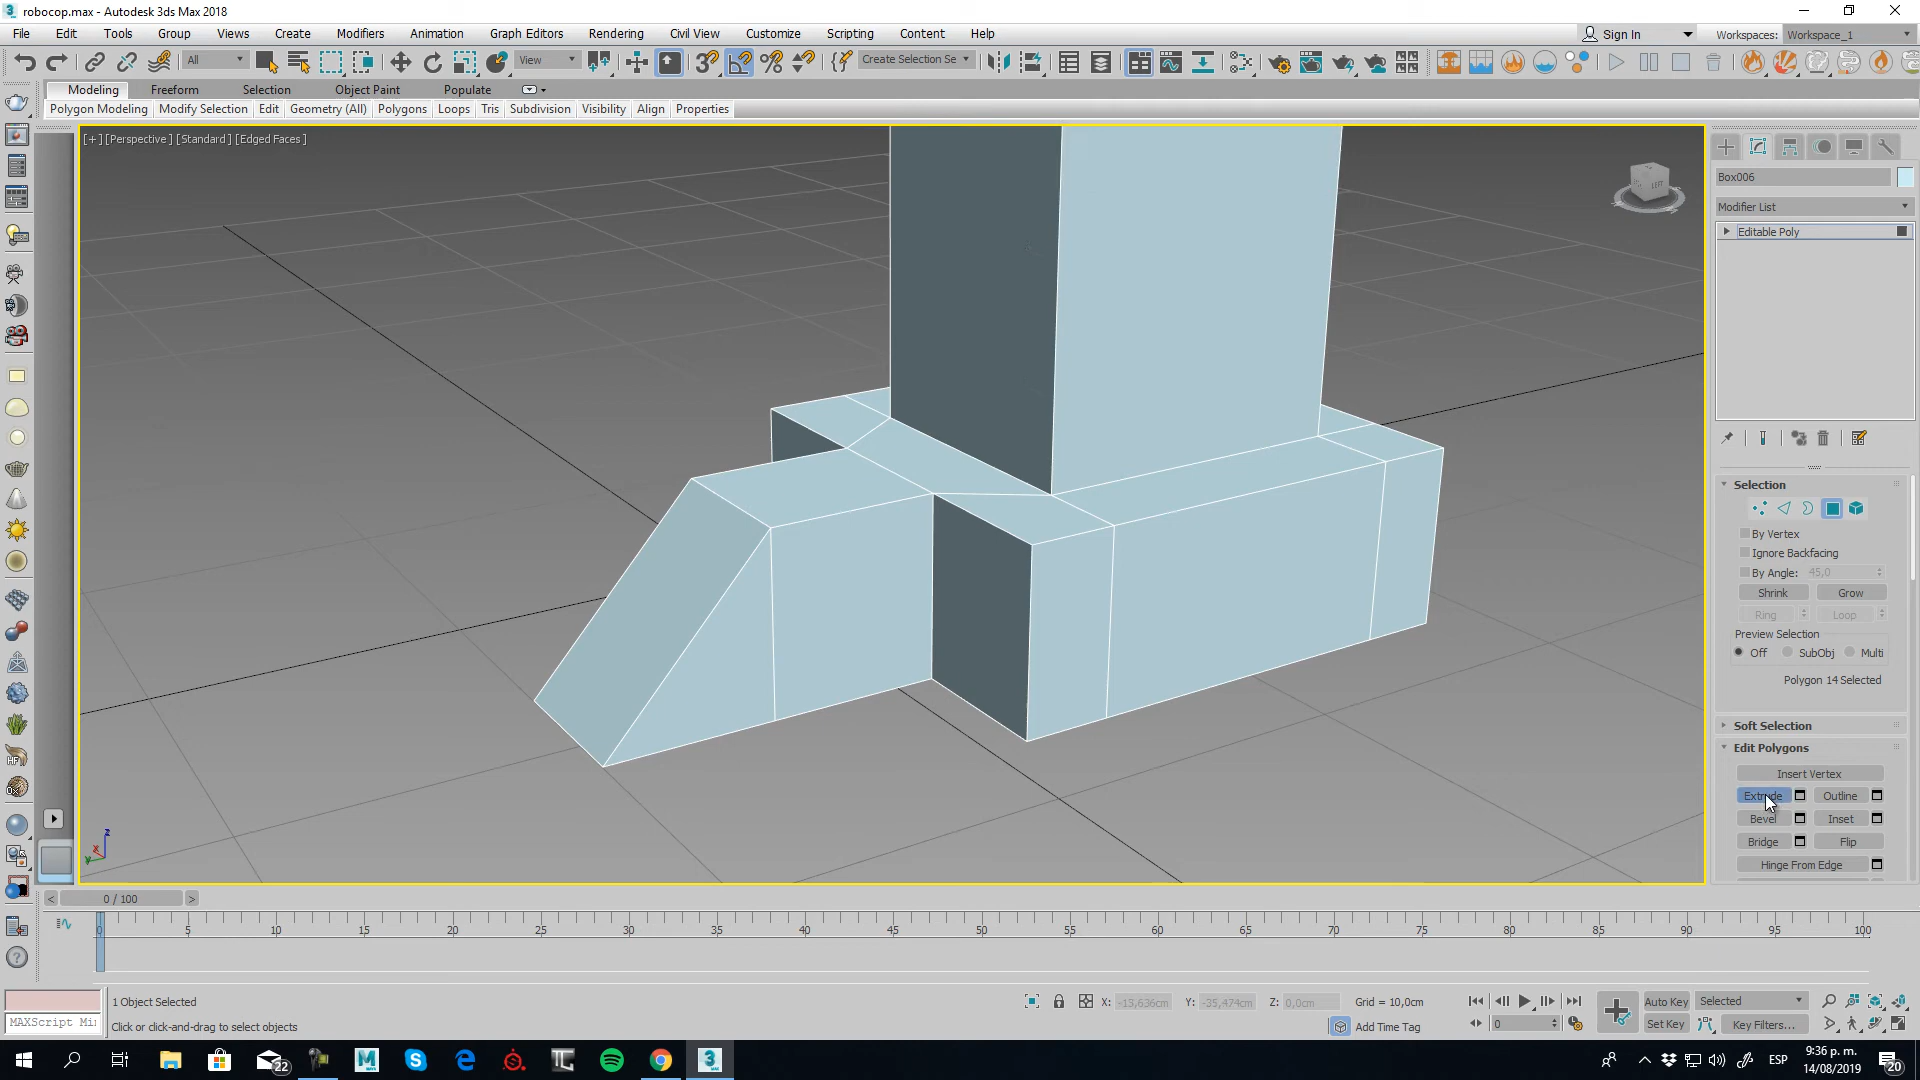 robocop.max - Autodesk 3ds Max 2018
File Edit Tools Group Views Create Modifiers Animation Graph Editors Rendering Civil View Customize Scripting Content Help
Sign In Workspaces: Workspace_1
All View Create Selection Se
Modeling Freeform Selection Object Paint Populate
Polygon Modeling Modify Selection Edit Geometry (All) Polygons Loops Tris Subdivision Visibility Align Properties
[+] [Perspective] [Standard] [Edged Faces]
LEFT
Box006
Modifier List
Editable Poly
Selection
By Vertex
Ignore Backfacing
By Angle: 45,0
Shrink Grow
Ring Loop
Preview Selection
Off SubObj Multi
Polygon 14 Selected
Soft Selection
Edit Polygons
Insert Vertex
Extrude Outline
Bevel Inset
Bridge Flip
Hinge From Edge
z
x
y
< 0 / 100 >
0 5 10 15 20 25 30 35 40 45 50 55 60 65 70 75 80 85 90 95 100
1 Object Selected X: -13,636cm Y: -35,474cm Z: 0,0cm Grid = 10,0cm Auto Key Selected
MAXScript Mi Click or click-and-drag to select objects Add Time Tag 0 Set Key Key Filters...
22 ESP 9:36 p. m.
14/08/2019 20